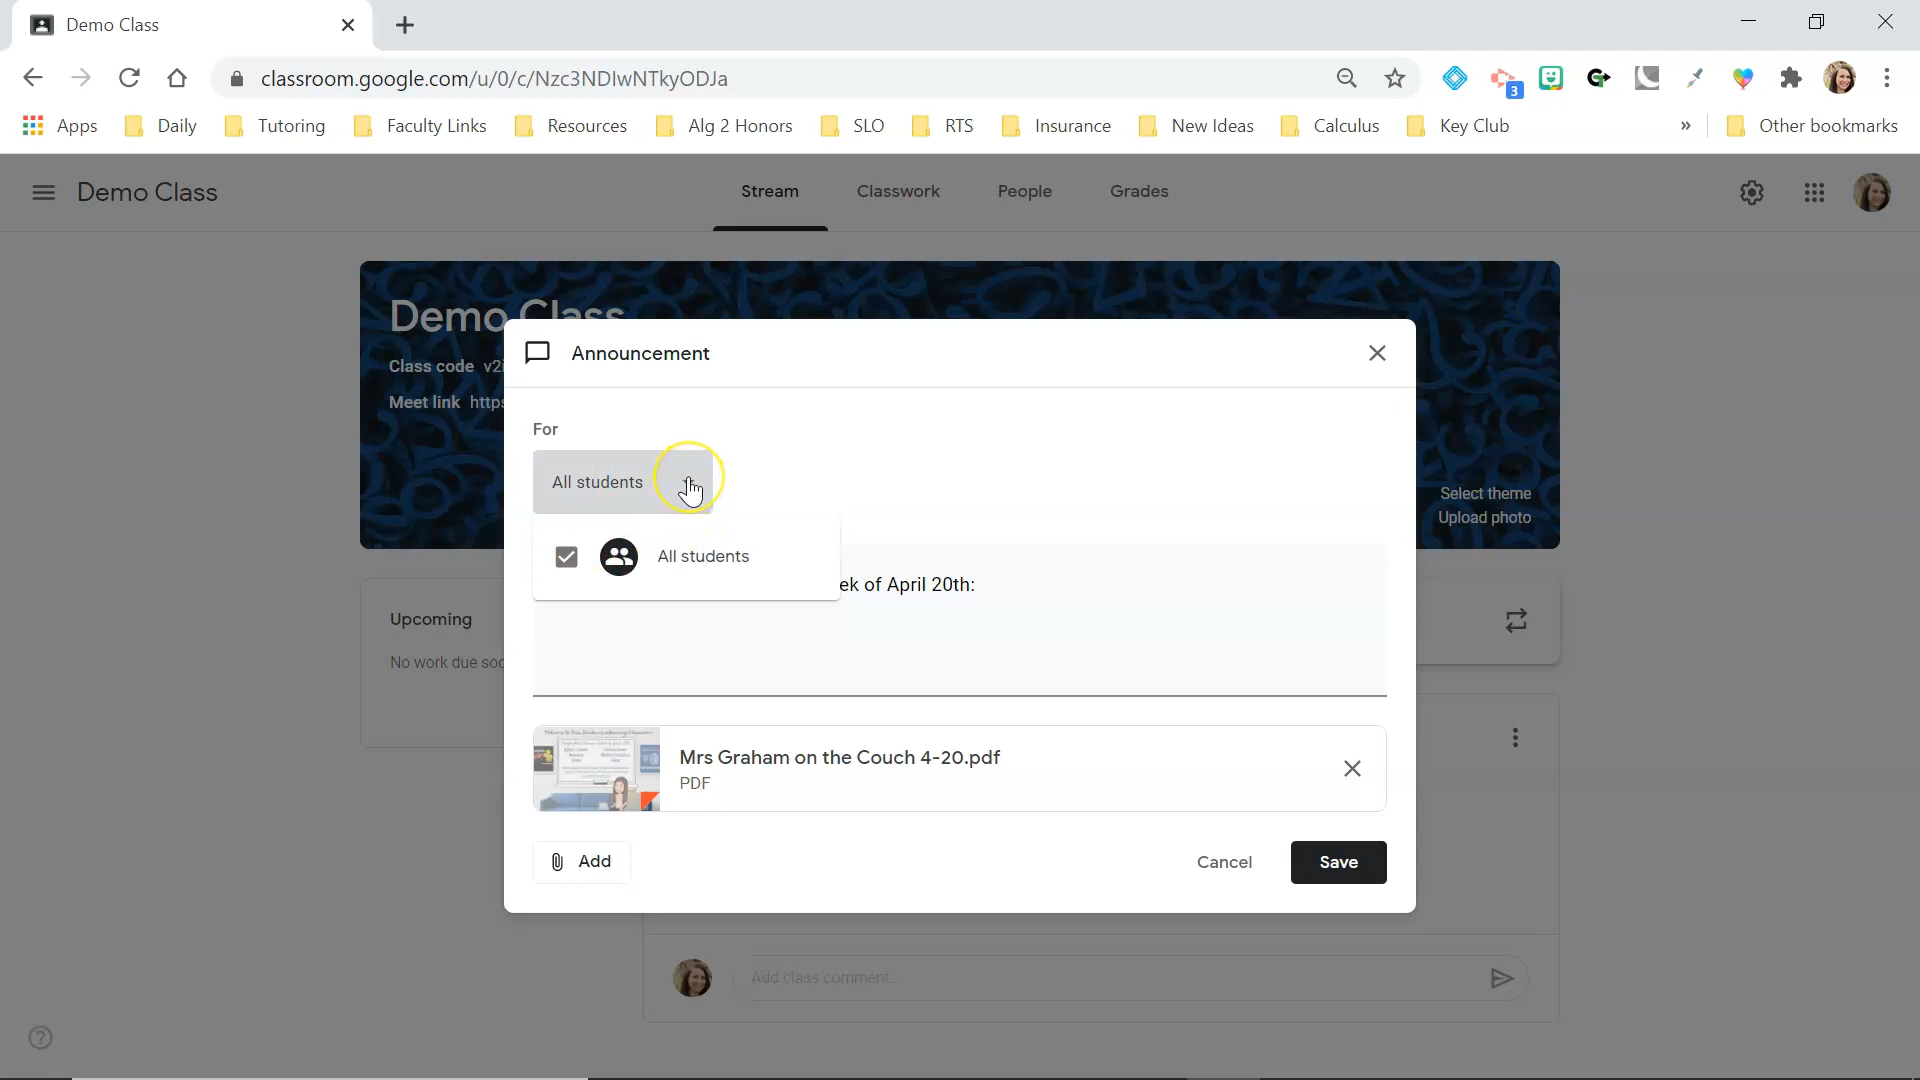 Demo Class
classroom.google.com/u/0/c/Nzc3NDIwNTkyODJa
3
Apps
Daily
Tutoring
Faculty Links
Resources
Alg 2 Honors
SLO
RTS
Insurance
New Ideas
Calculus
Key Club
»
Other bookmarks
Demo Class
Stream
Classwork
People
Grades
Demo Class
Class code v2i
Meet link https
Select theme
Upload photo
Announcement
For
All students
All students
ek of April 20th:
Upcoming
No work due soo
Mrs Graham on the Couch 4-20.pdf
PDF
Add
Cancel
Save
Add class comment...